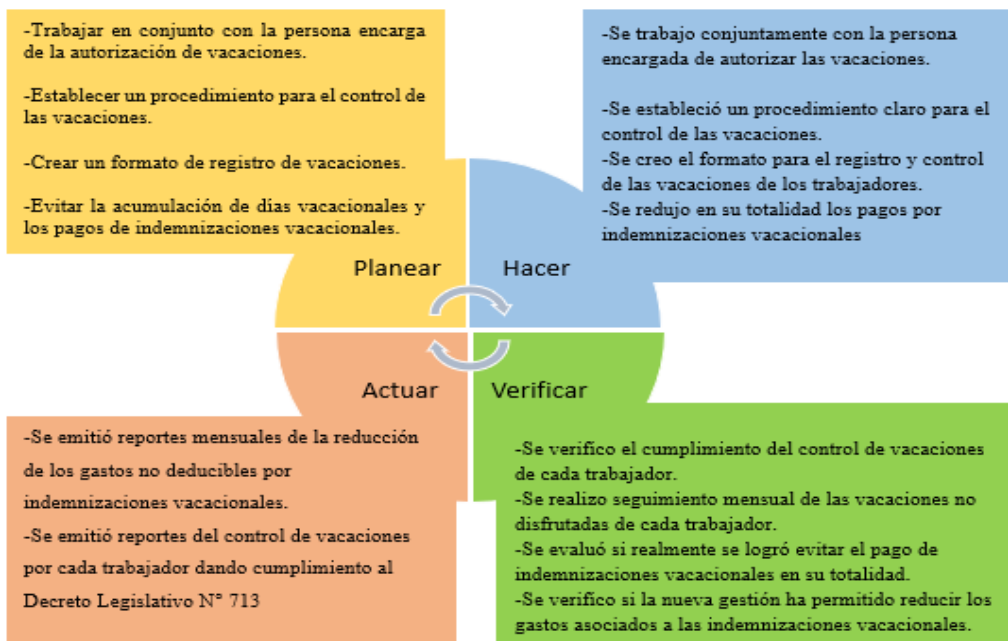 -Trabajar en conjunto con la persona encarga
de la autorización de vacaciones.
-Establecer un procedimiento para el control de
las vacaciones.
-Crear un formato de registro de vacaciones.
-Evitar la acumulación de días vacacionales y
los pagos de indemnizaciones vacacionales.
Planear
-Se trabajo conjuntamente con la persona
encargada de autorizar las vacaciones.
-Se estableció un procedimiento claro para el
control de las vacaciones.
-Se creo el formato para el registro y control
de las vacaciones de los trabajadores.
-Se redujo en su totalidad los pagos por
indemnizaciones vacacionales
Hacer
Actuar
-Se emitió reportes mensuales de la reducción
de los gastos no deducibles por
indemnizaciones vacacionales.
-Se emitió reportes del control de vacaciones
por cada trabajador dando cumplimiento al
Decreto Legislativo N° 713
Verificar
-Se verifíco el cumplimiento del control de vacaciones
de cada trabajador.
-Se realizo seguimiento mensual de las vacaciones no
disfrutadas de cada trabajador.
-Se evaluó si realmente se logró evitar el pago de
indemnizaciones vacacionales en su totalidad.
-Se verifíco si la nueva gestión ha permitido reducir los
gastos asociados a las indemnizaciones vacacionales.